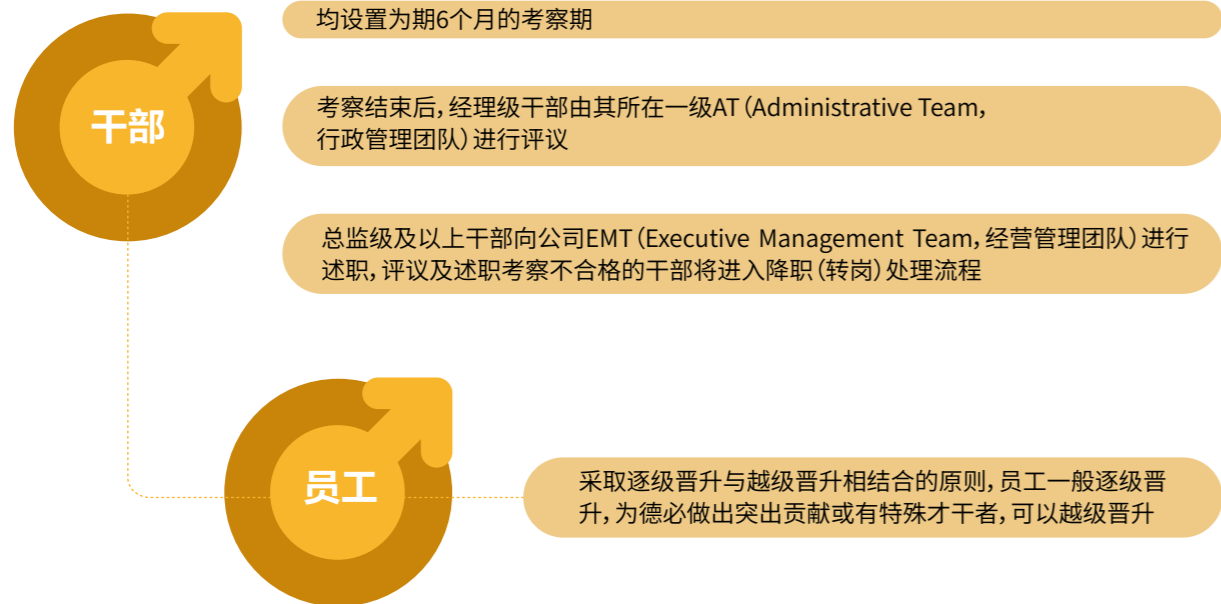 干部
均设置为期6个月的考察期
考察结束后，经理级干部由其所在一级AT（Administrative Team，
行政管理团队）进行评议
总监级及以上干部向公司EMT（Executive Management Team，经营管理团队）进行
述职，评议及述职考察不合格的干部将进入降职（转岗）处理流程
员工
采取逐级晋升与越级晋升相结合的原则，员工一般逐级晋
升，为德必做出突出贡献或有特殊才干者，可以越级晋升